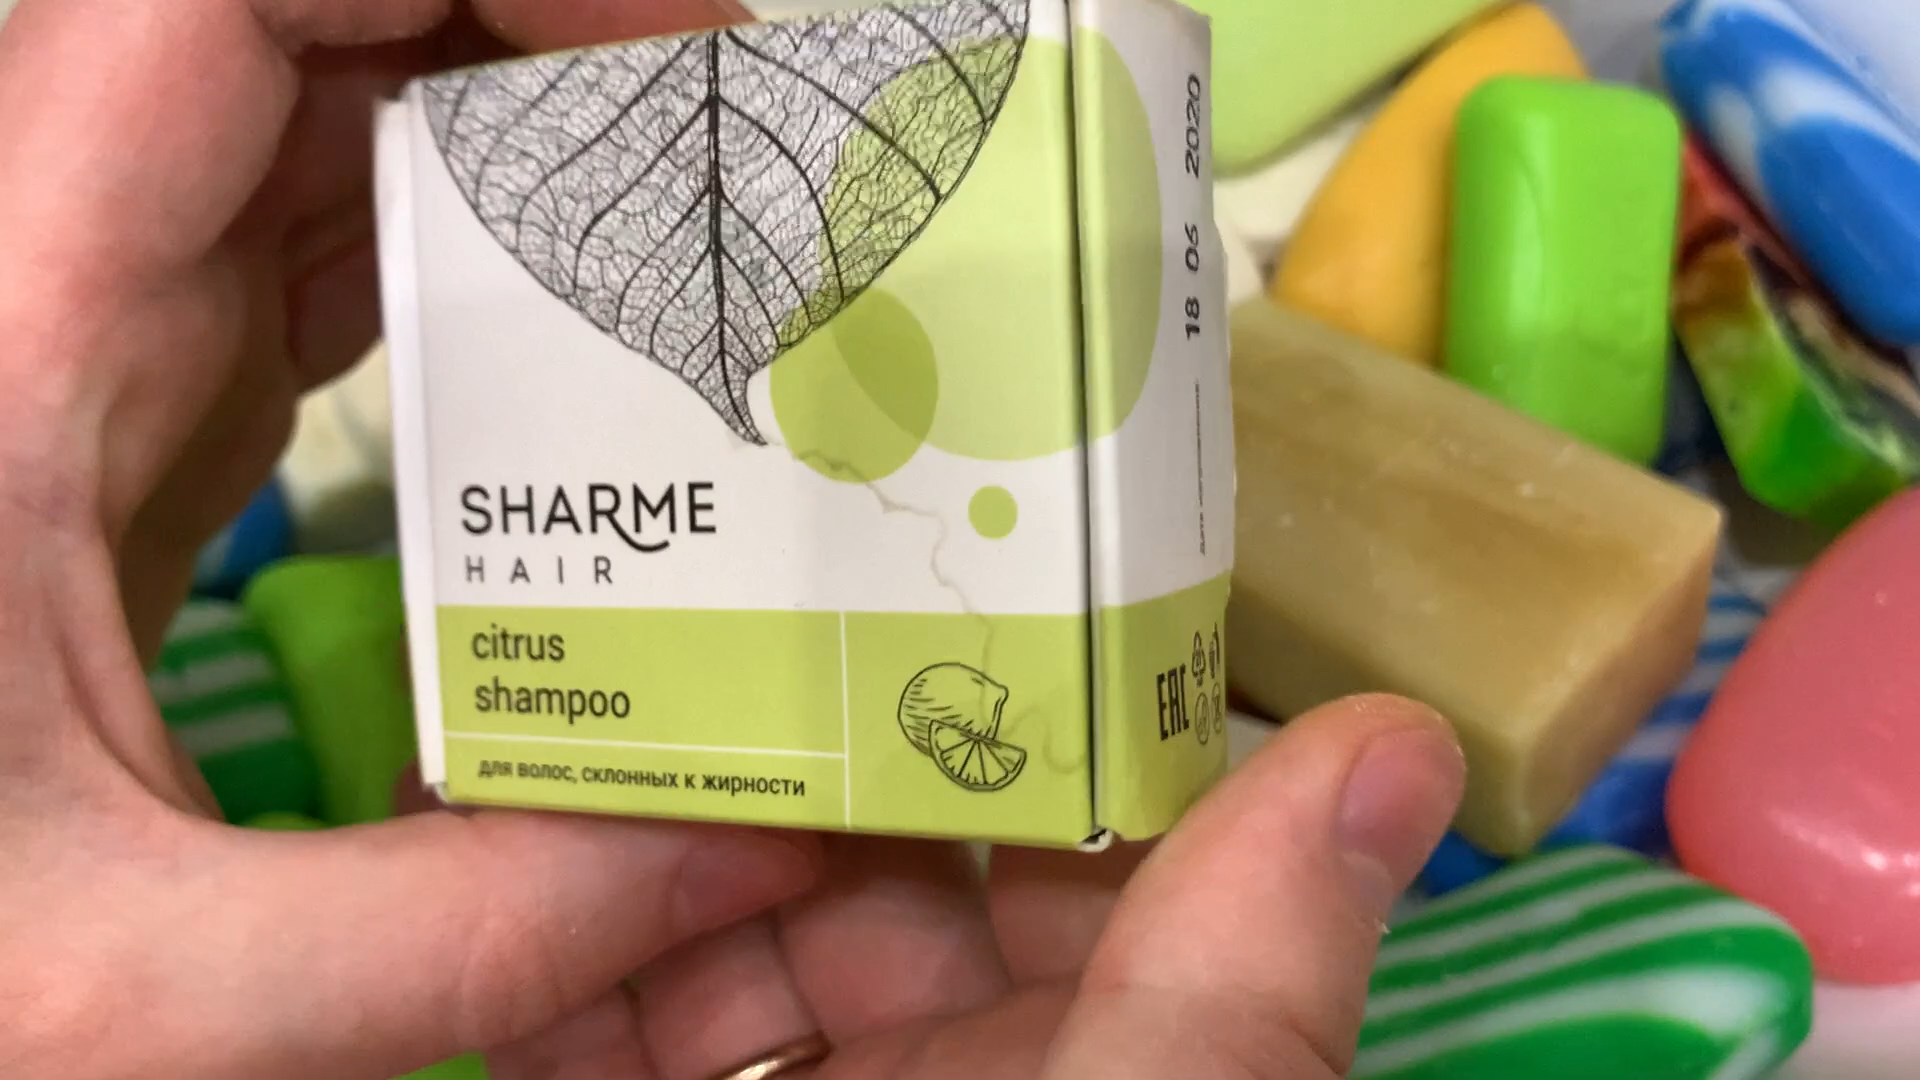 SHARME
HAIR
citrus
shampoo
для волос, склонных к жирности
18 06 2020
EAC